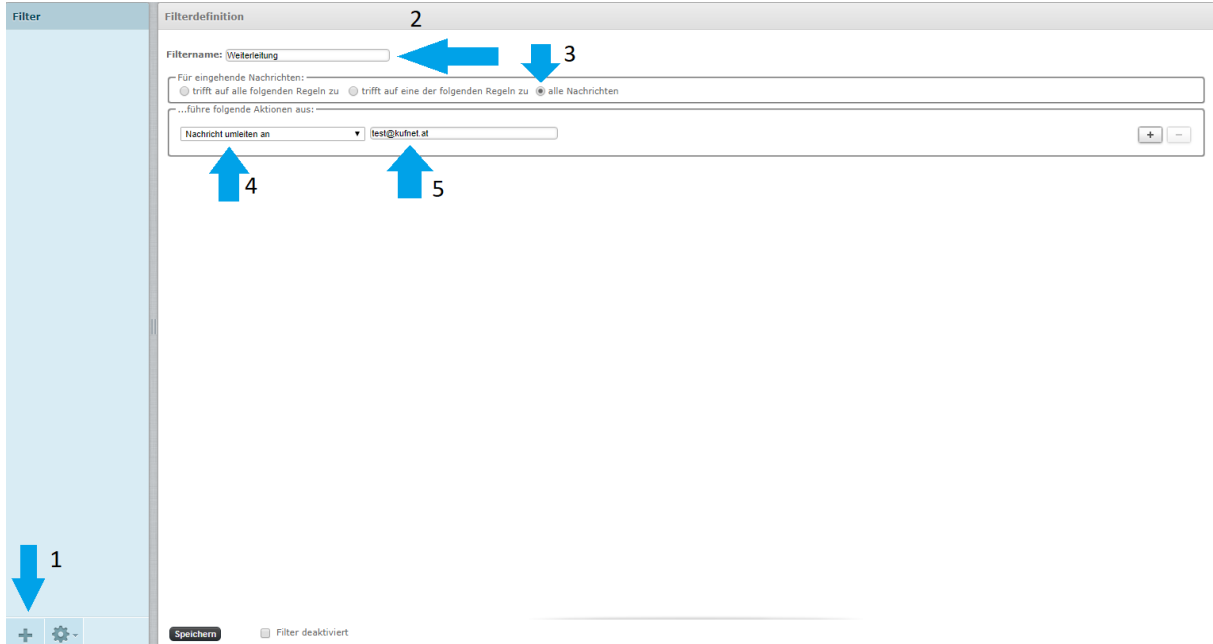 Filter
Filterdefinition
2
Filtername: Weiterleitung
3
Für eingehende Nachrichten:
trifft auf alle folgenden Regeln zu trifft auf eine der folgenden Regeln zu alle Nachrichten
...führe folgende Aktionen aus:
Nachricht umleiten an test@kufnet.at + −
4
5
1
+
Speichern Filter deaktiviert